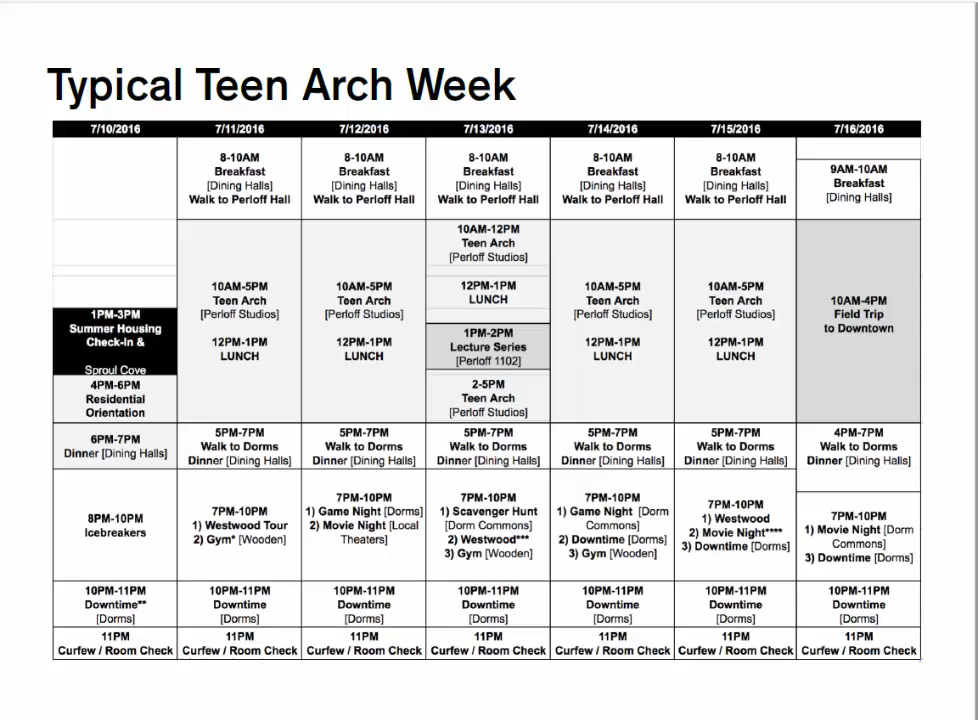 Typical Teen Arch Week
7/10/2016 7/11/2016 7/12/2016 7/13/2016 7/14/2016 7/15/2016 7/16/2016
1PM-3PM
Summer Housing
Check-In &
Sproul Cove
4PM-6PM
Residential
Orientation
6PM-7PM
Dinner [Dining Halls]
8PM-10PM
Icebreakers
10PM-11PM
Downtime**
[Dorms]
11PM
Curfew / Room Check
8-10AM
Breakfast
[Dining Halls]
Walk to Perloff Hall
10AM-5PM
Teen Arch
[Perloff Studios]
12PM-1PM
LUNCH
5PM-7PM
Walk to Dorms
Dinner [Dining Halls]
7PM-10PM
1) Westwood Tour
2) Gym* [Wooden]
10PM-11PM
Downtime
[Dorms]
11PM
Curfew / Room Check
8-10AM
Breakfast
[Dining Halls]
Walk to Perloff Hall
10AM-5PM
Teen Arch
[Perloff Studios]
12PM-1PM
LUNCH
5PM-7PM
Walk to Dorms
Dinner [Dining Halls]
7PM-10PM
1) Game Night [Dorms]
2) Movie Night [Local
Theaters]
10PM-11PM
Downtime
[Dorms]
11PM
Curfew / Room Check
8-10AM
Breakfast
[Dining Halls]
Walk to Perloff Hall
10AM-12PM
Teen Arch
[Perloff Studios]
12PM-1PM
LUNCH
1PM-2PM
Lecture Series
[Perloff 1102]
2-5PM
Teen Arch
[Perloff Studios]
5PM-7PM
Walk to Dorms
Dinner [Dining Halls]
7PM-10PM
1) Scavenger Hunt
[Dorm Commons]
2) Westwood***
3) Gym [Wooden]
10PM-11PM
Downtime
[Dorms]
11PM
Curfew / Room Check
8-10AM
Breakfast
[Dining Halls]
Walk to Perloff Hall
10AM-5PM
Teen Arch
[Perloff Studios]
12PM-1PM
LUNCH
5PM-7PM
Walk to Dorms
Dinner [Dining Halls]
7PM-10PM
1) Game Night [Dorm
Commons]
2) Downtime [Dorms]
3) Gym [Wooden]
10PM-11PM
Downtime
[Dorms]
11PM
Curfew / Room Check
8-10AM
Breakfast
[Dining Halls]
Walk to Perloff Hall
10AM-5PM
Teen Arch
[Perloff Studios]
12PM-1PM
LUNCH
5PM-7PM
Walk to Dorms
Dinner [Dining Halls]
7PM-10PM
1) Westwood
2) Movie Night****
3) Downtime [Dorms]
10PM-11PM
Downtime
[Dorms]
11PM
Curfew / Room Check
9AM-10AM
Breakfast
[Dining Halls]
10AM-4PM
Field Trip
to Downtown
4PM-7PM
Walk to Dorms
Dinner [Dining Halls]
7PM-10PM
1) Movie Night [Dorm
Commons]
3) Downtime [Dorms]
10PM-11PM
Downtime
[Dorms]
11PM
Curfew / Room Check